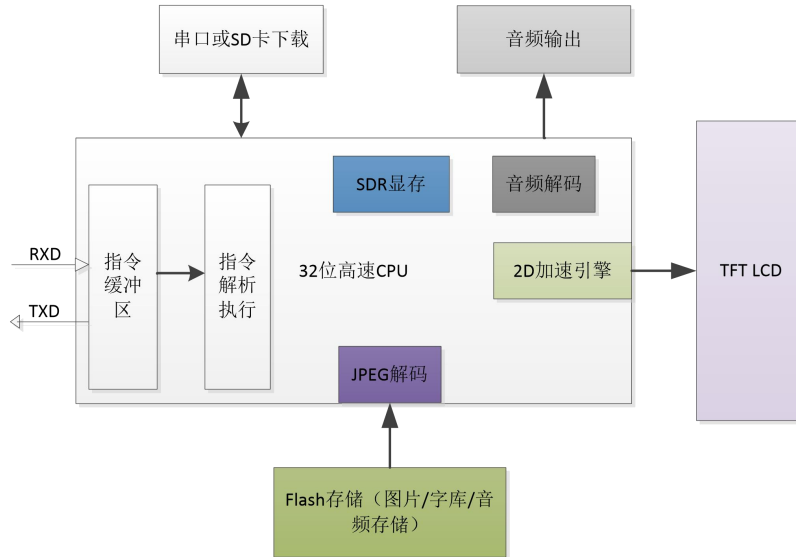 串口或SD卡下载
音频输出
SDR显存
音频解码
RXD
指令
缓冲
区
指令
解析
执行
32位高速CPU
2D加速引擎
TFT LCD
TXD
JPEG解码
Flash存储（图片/字库/音
频存储）